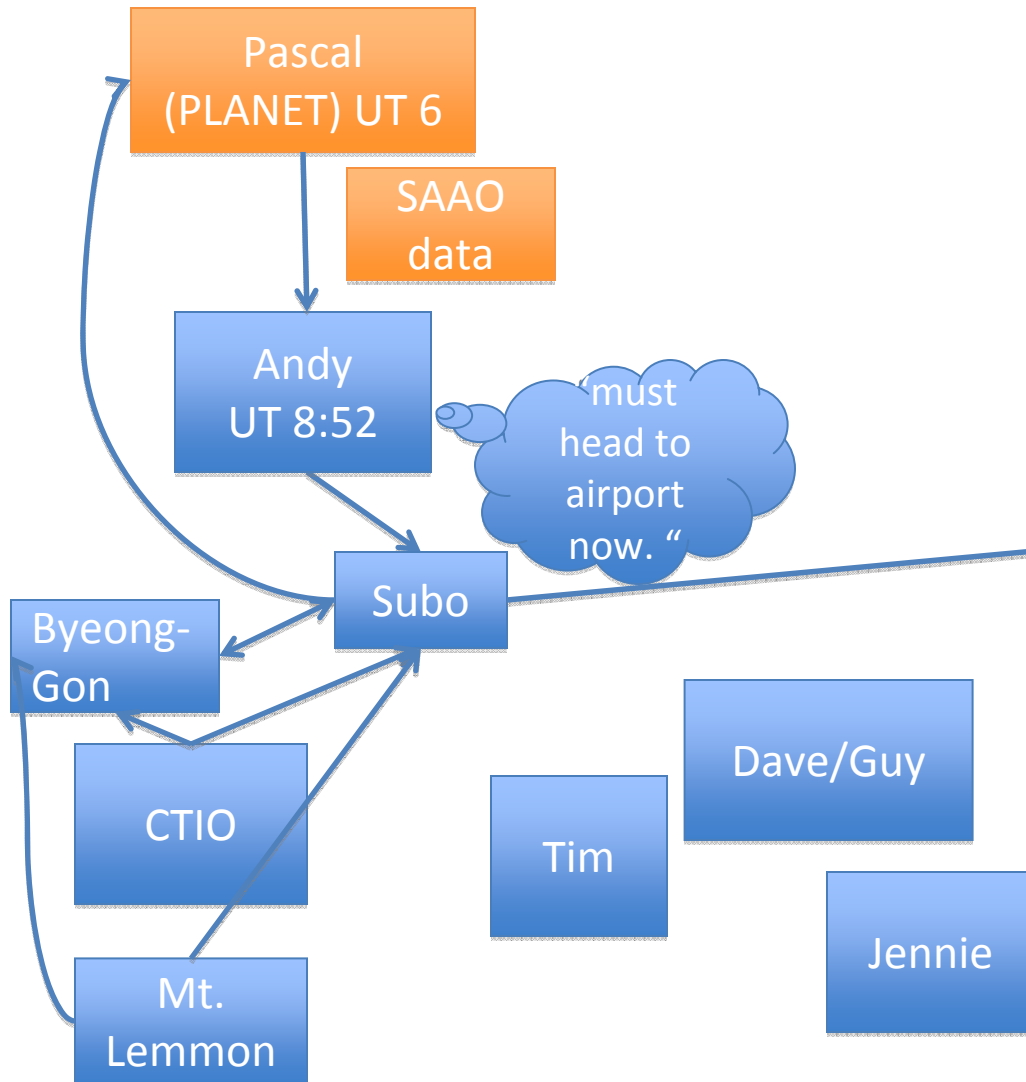 Pascal
(PLANET) UT 6
SAAO
data
Andy
UT 8:52
“must
head to
airport
now. “
Subo
Byeong-
Gon
CTIO
Dave/Guy
Tim
Jennie
Mt.
Lemmon